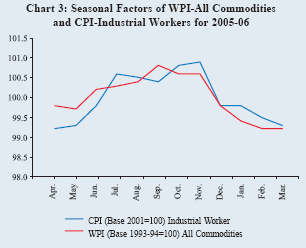 Chart 3: Seasonal Factors of WPI-All Commodities
and CPI-Industrial Workers for 2005-06
101.5
101.0
100.5
100.0
99.5
99.0
98.5
98.0
Apr. May Jun. Jul. Aug. Sep. Oct. Nov. Dec. Jan. Feb. Mar.
CPI (Base 2001=100) Industrial Worker
WPI (Base 1993-94=100) All Commodities